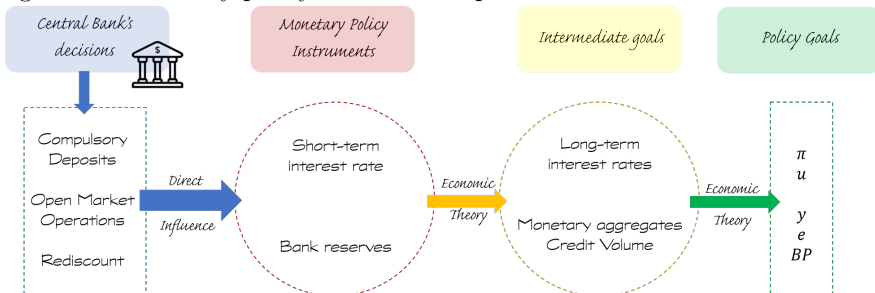 Central Bank's
decisions
$
Monetary Policy
Instruments
Intermediate goals
Policy Goals
Compulsory
Deposits
Open Market
Operations
Rediscount
Direct
Influence
Short-term
interest rate
Bank reserves
Economic
Theory
Long-term
interest rates
Monetary aggregates
Credit Volume
Economic
Theory
π
u
y
e
BP